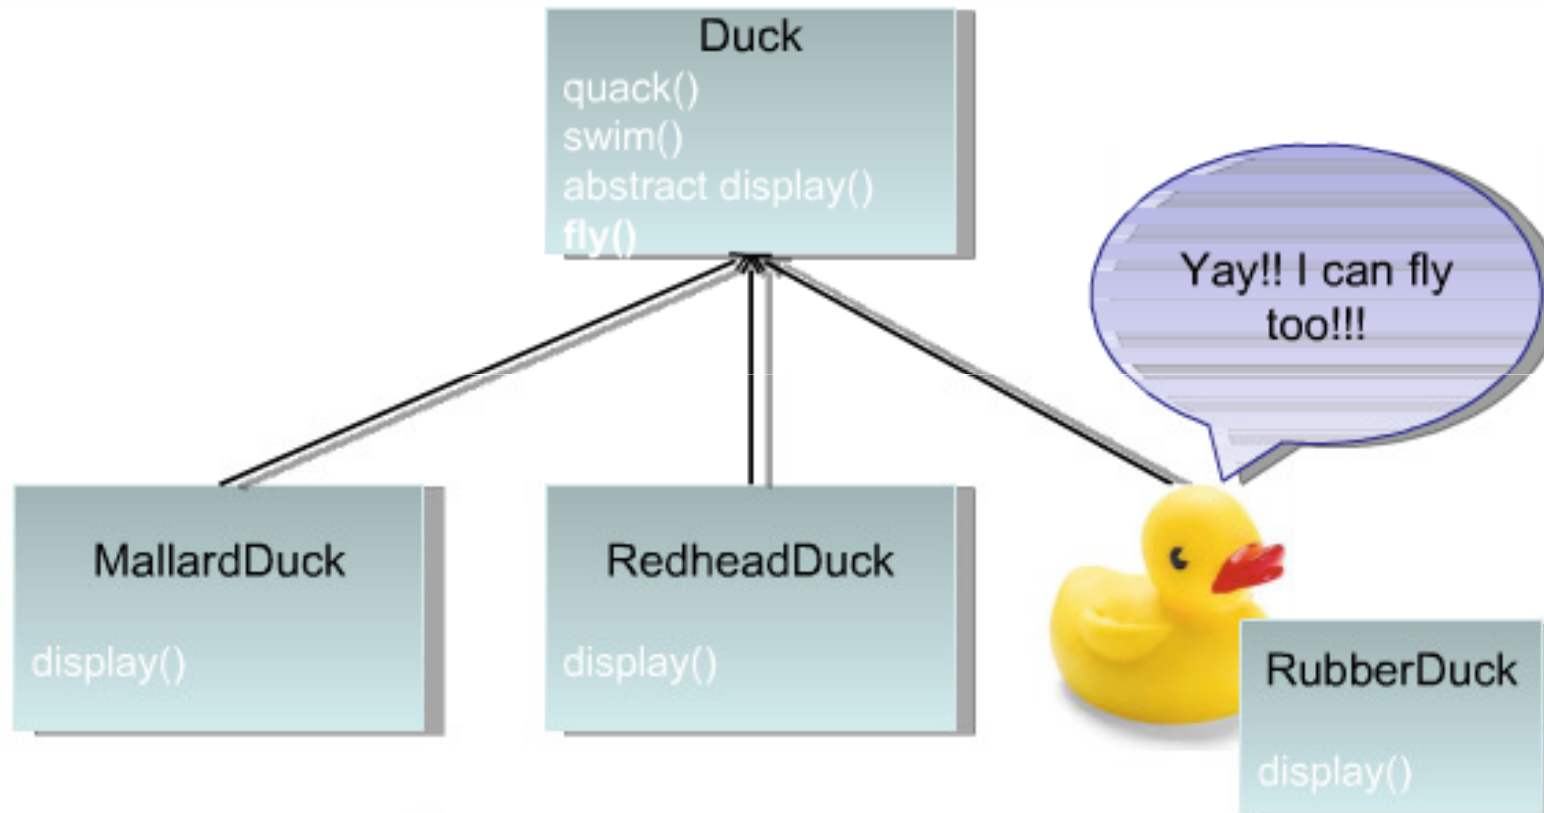 Duck
quack()
swim()
abstract display()
fly()
Yay!! I can fly
too!!!
MallardDuck
display()
RedheadDuck
display()
RubberDuck
display()